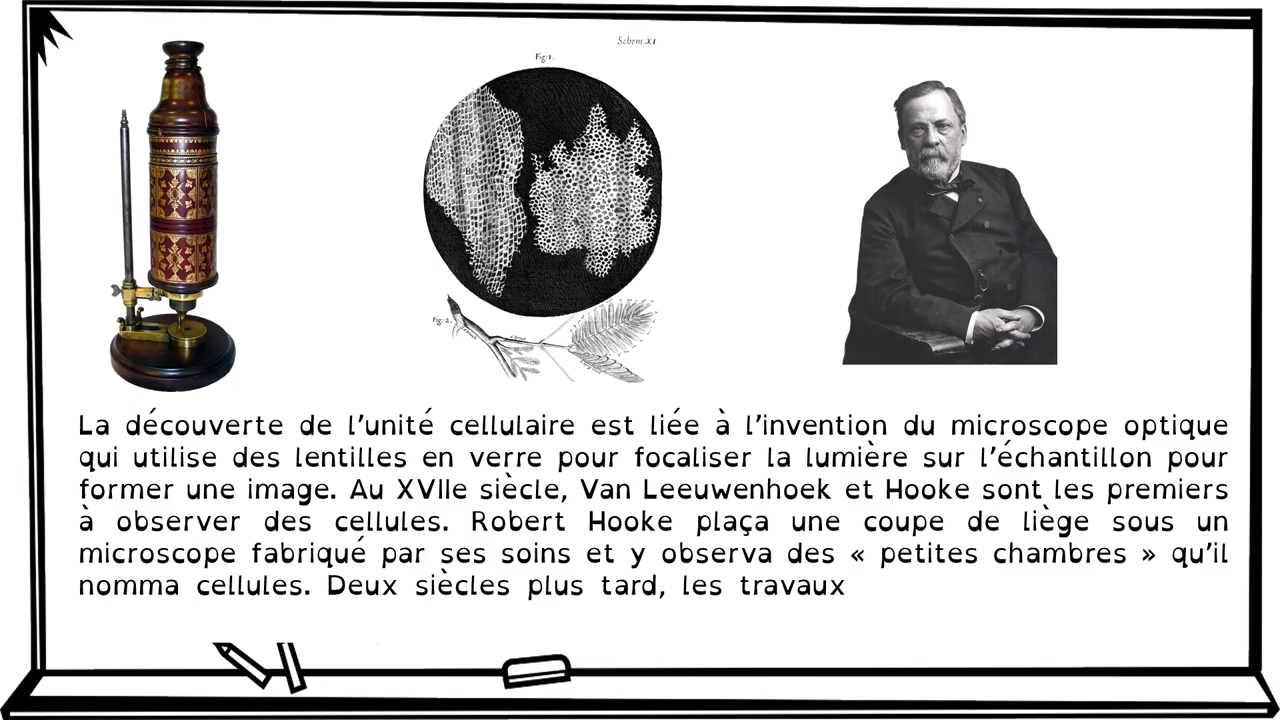 Schem:XI.
Fig:1.
Fig: 2.
La découverte de l'unité cellulaire est liée à l'invention du microscope optique
qui utilise des lentilles en verre pour focaliser la lumière sur l'échantillon pour
former une image. Au XVIIe siècle, Van Leeuwenhoek et Hooke sont les premiers
à observer des cellules. Robert Hooke plaça une coupe de liège sous un
microscope fabriqué par ses soins et y observa des « petites chambres » qu'il
nomma cellules. Deux siècles plus tard, les travaux